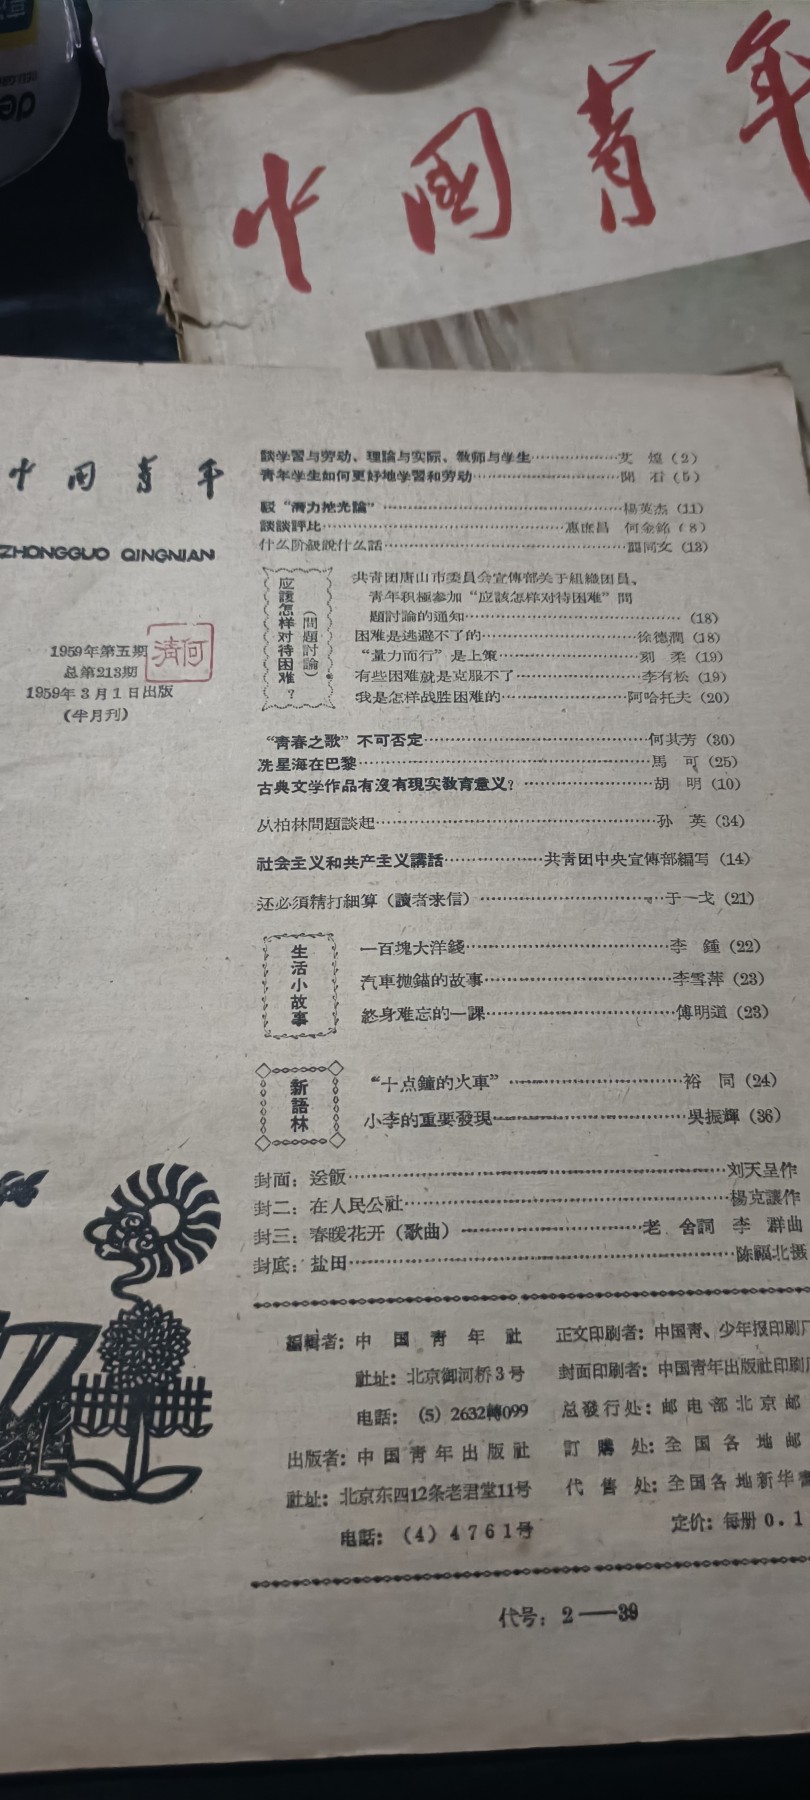 中国青年
中国青年
ZHONGGUO QINGNIAN
1959年第五期
总第213期
1959年3月1日出版
(半月刊)
何清
談学習与劳动、理論与实际、教师与学生 艾煌 (2)
青年学生如何更好地学習和劳动 石 (5)
駁“潛力挖光論” 楊英杰 (11)
談談評比 惠庶昌 何金銘 (8)
什么阶級說什么話 同文 (13)
应該怎样对待困难?
(問題討論)
共青团唐山市委員会宣傳部关于組織团員、
青年积極参加“应該怎样对待困难”問
題討論的通知 (18)
困难是逃避不了的 徐德潤 (18)
“量力而行”是上策 劉柔 (19)
有些困难就是克服不了 李有松 (19)
我是怎样战胜困难的 阿哈托夫 (20)
“青春之歌”不可否定 何其芳 (30)
冼星海在巴黎 馬可 (25)
古典文学作品有沒有現实教育意义? 胡明 (10)
从柏林問題談起 孙英 (34)
社会主义和共产主义講話 共青团中央宣傳部編写 (14)
还必須精打細算(讀者来信) 于一戈 (21)
生活小故事
一百塊大洋錢 李鍾 (22)
汽車抛錨的故事 李雪萍 (23)
終身难忘的一課 傅明道 (23)
新語林
“十点鐘的火車” 裕同 (24)
小李的重要發現 吳振輝 (36)
封面:送飯 刘天呈作
封二:在人民公社 楊克讓作
封三:春暖花开(歌曲) 老舍詞 李群曲
封底:盐田 陈福北摄
編輯者:中国青年社
社址:北京御河桥3号
电話:(5)2632轉099
出版者:中国青年出版社
社址:北京东四12条老君堂11号
电話:(4)4761号
正文印刷者:中国青、少年报印刷厂
封面印刷者:中国青年出版社印刷
总發行处:邮电部北京邮
訂購处:全国各地邮
代售处:全国各地新华書
定价:每册0.1
代号:2——39